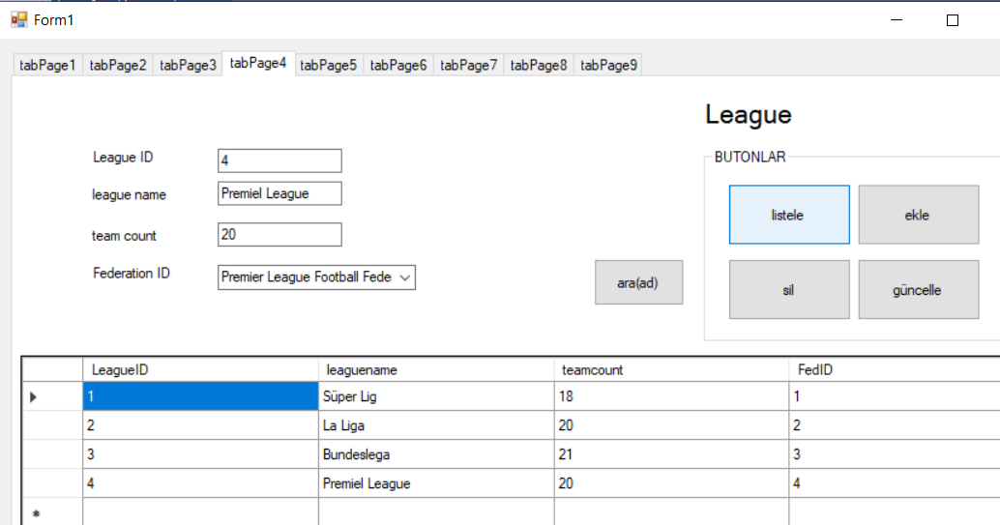 Form1
tabPage1 tabPage2 tabPage3 tabPage4 tabPage5 tabPage6 tabPage7 tabPage8 tabPage9
League
League ID 4
league name Premiel League
team count 20
Federation ID Premier League Football Fede
ara(ad)
BUTONLAR
listele ekle
sil güncelle
LeagueID leaguename teamcount FedID
1 Süper Lig 18 1
2 La Liga 20 2
3 Bundeslega 21 3
4 Premiel League 20 4